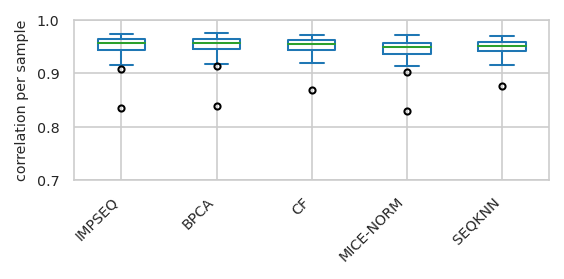 correlation per sample
1.0
0.9
0.8
0.7
IMPSEQ
BPCA
CF
MICE-NORM
SEQKNN